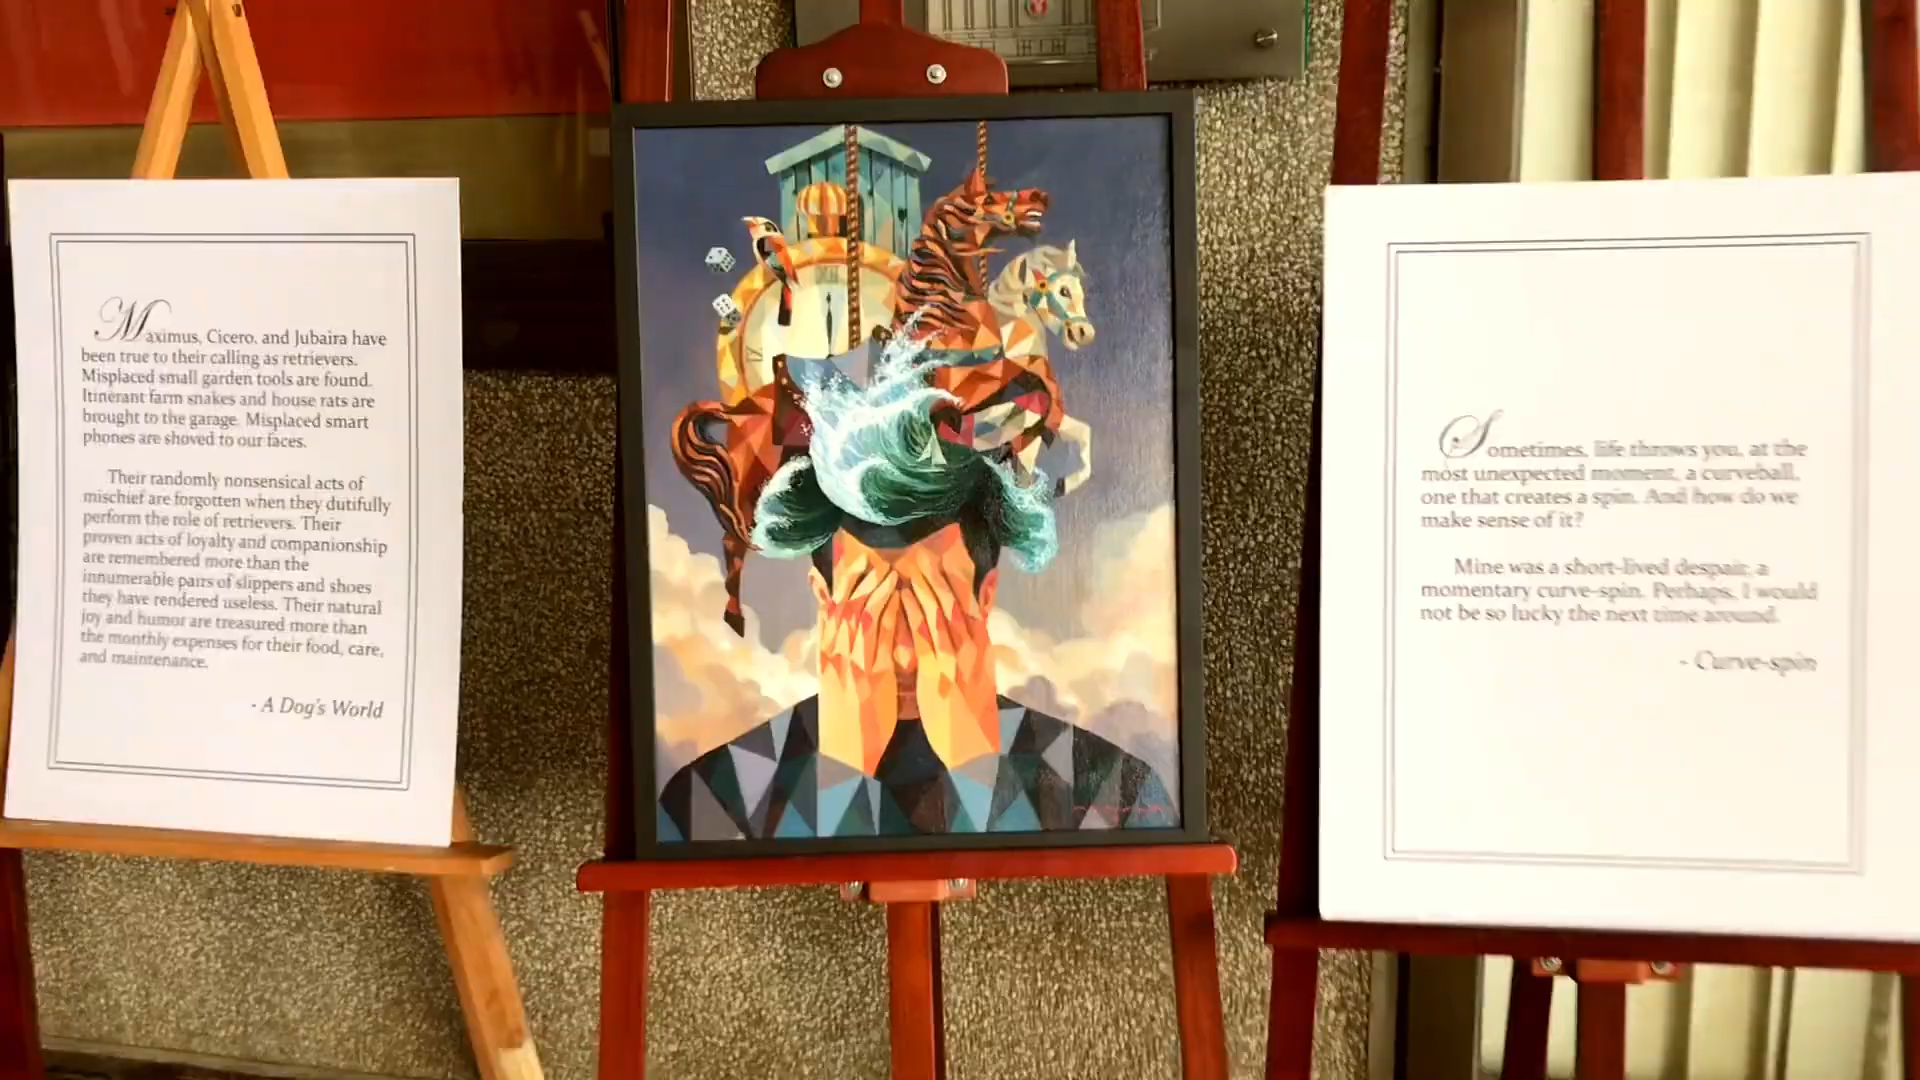 Maximus, Cicero, and Jubaira have
been true to their calling as retrievers.
Misplaced small garden tools are found.
Itinerant farm snakes and house rats are
brought to the garage. Misplaced smart
phones are shoved to our faces.
Their randomly nonsensical acts of
mischief are forgotten when they dutifully
perform the role of retrievers. Their
proven acts of loyalty and companionship
are remembered more than the
innumerable pairs of slippers and shoes
they have rendered useless. Their natural
joy and humor are treasured more than
the monthly expenses for their food, care,
and maintenance.
- A Dog's World
Sometimes, life throws you, at the
most unexpected moment, a curveball,
one that creates a spin. And how do we
make sense of it?
Mine was a short-lived despair, a
momentary curve-spin. Perhaps, I would
not be so lucky the next time around.
- Curve-spin